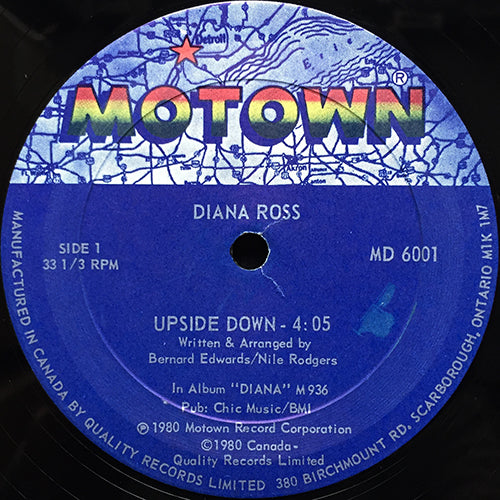 Detroit
Erie
MOTOWN®
Akron
DIANA ROSS
SIDE 1
33 1/3 RPM
MD 6001
UPSIDE DOWN - 4:05
Written & Arranged by
Bernard Edwards/Nile Rodgers
In Album "DIANA" M 936
Pub: Chic Music/BMI
℗ 1980 Motown Record Corporation
©1980 Canada-
Quality Records Limited
MANUFACTURED IN CANADA BY QUALITY RECORDS LIMITED 380 BIRCHMOUNT RD. SCARBOROUGH, ONTARIO M1K 1M7